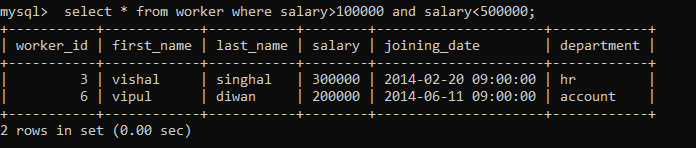 mysql>  select * from worker where salary>100000 and salary<500000;
+-----------+------------+-----------+--------+---------------------+------------+
| worker_id | first_name | last_name | salary | joining_date        | department |
+-----------+------------+-----------+--------+---------------------+------------+
|         3 | vishal     | singhal   | 300000 | 2014-02-20 09:00:00 | hr         |
|         6 | vipul      | diwan     | 200000 | 2014-06-11 09:00:00 | account    |
+-----------+------------+-----------+--------+---------------------+------------+
2 rows in set (0.00 sec)